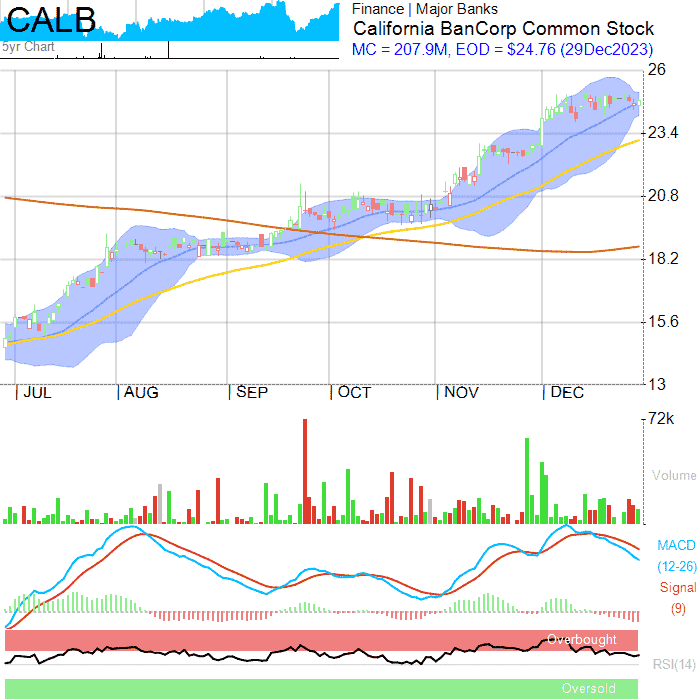 CALB
Finance | Major Banks
California BanCorp Common Stock
MC = 207.9M, EOD = $24.76 (29Dec2023)
5yr Chart
26
23.4
20.8
18.2
15.6
13
JUL AUG SEP OCT NOV DEC
72k
Volume
MACD
(12-26)
Signal
(9)
Overbought
RSI(14)
Oversold